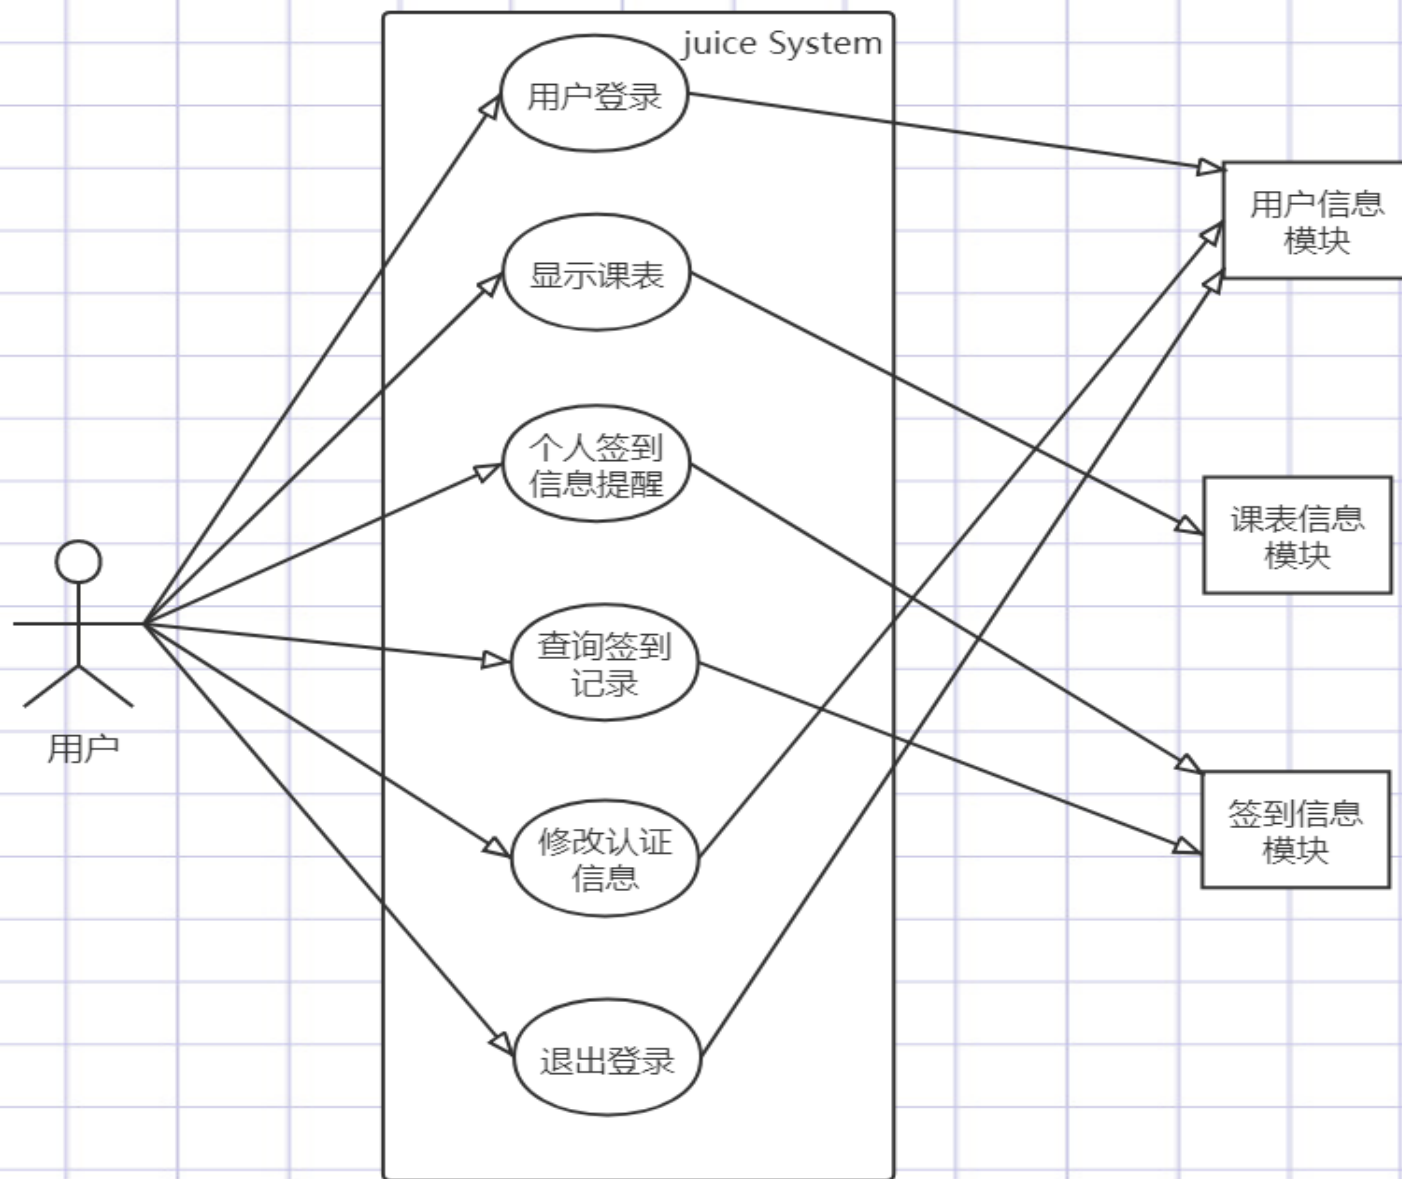 juice System
用户登录
显示课表
个人签到
信息提醒
查询签到
记录
修改认证
信息
退出登录
用户
用户信息
模块
课表信息
模块
签到信息
模块